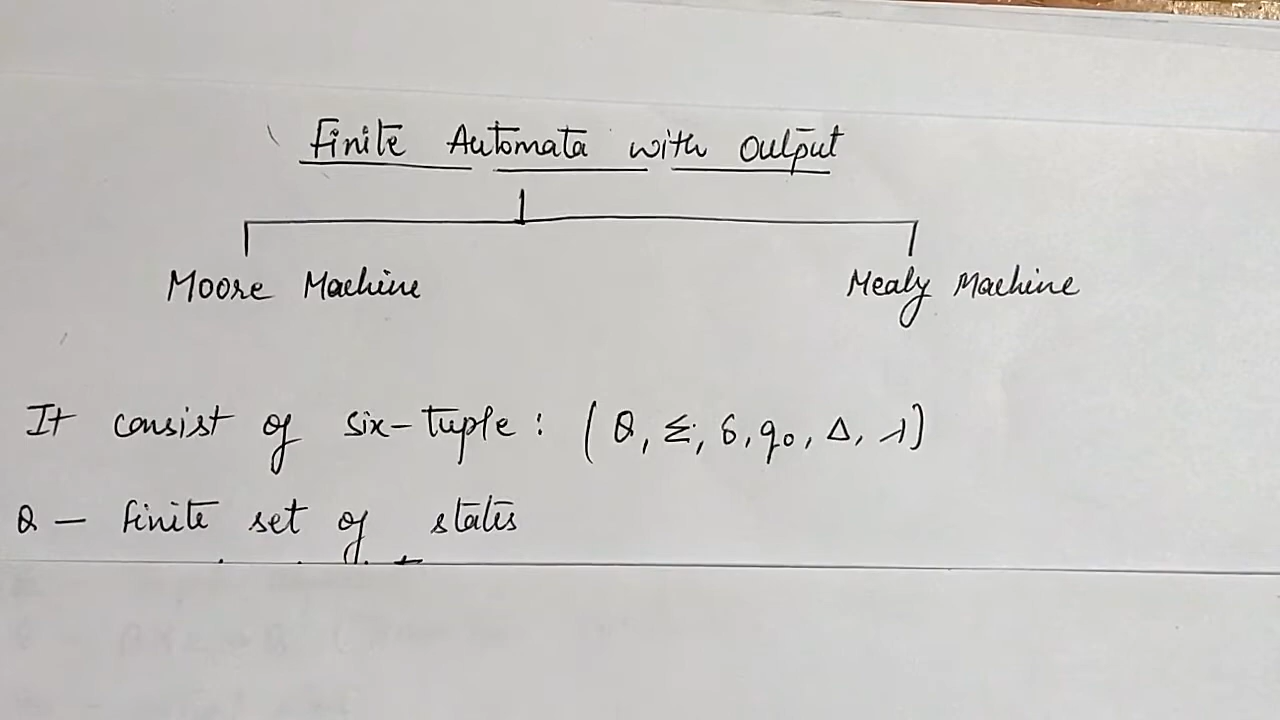 Finite Automata with Output
Moore Machine
Mealy Machine
It consist of six-tuple: (Q, Σ, δ, q₀, Δ, λ)
Q — finite set of states